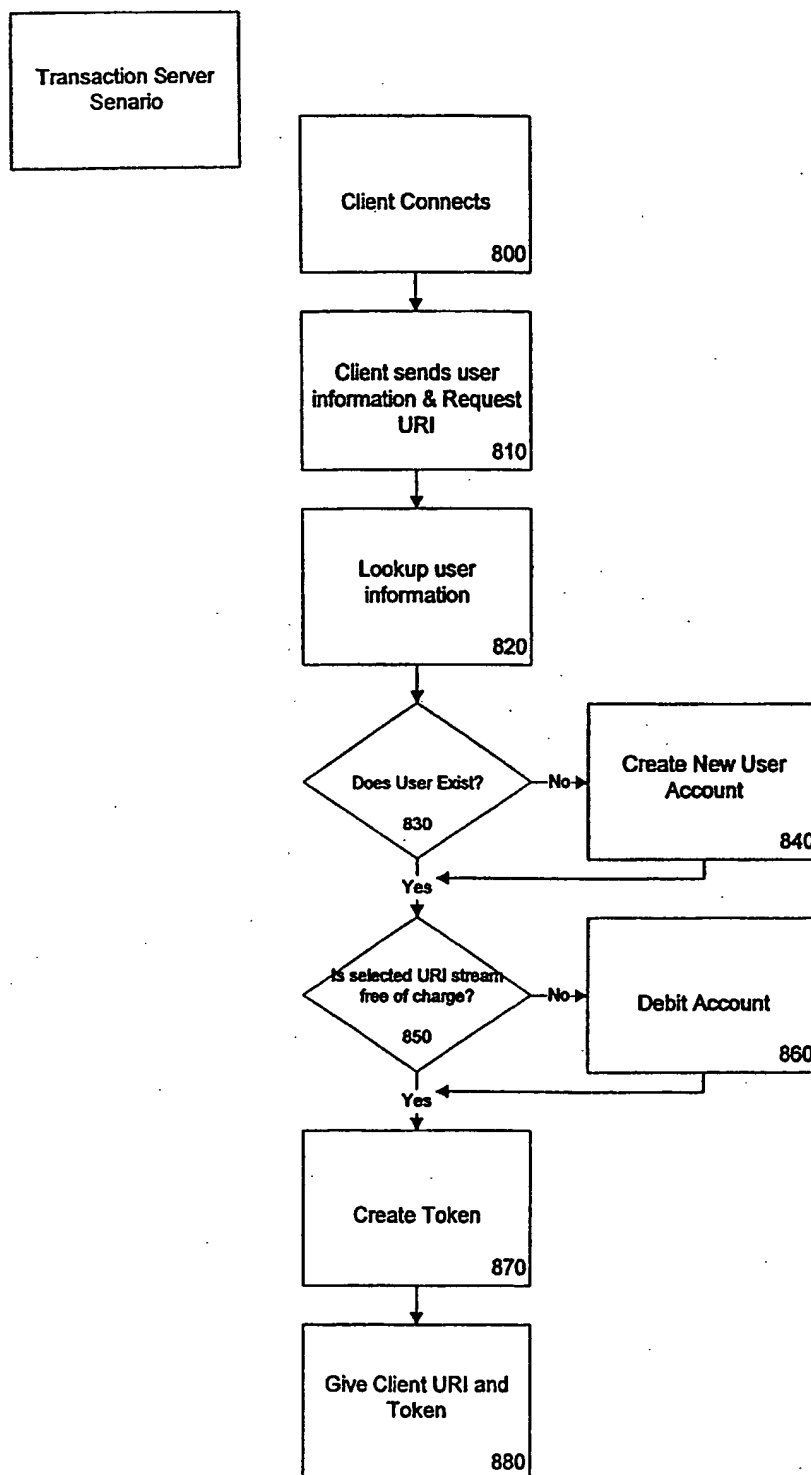 Transaction Server
Senario
Client Connects
800
Client sends user
information & Request
URI
810
Lookup user
information
820
Does User Exist?
830
No
Create New User
Account
840
Yes
Is selected URI stream
free of charge?
850
No
Debit Account
860
Yes
Create Token
870
Give Client URI and
Token
880